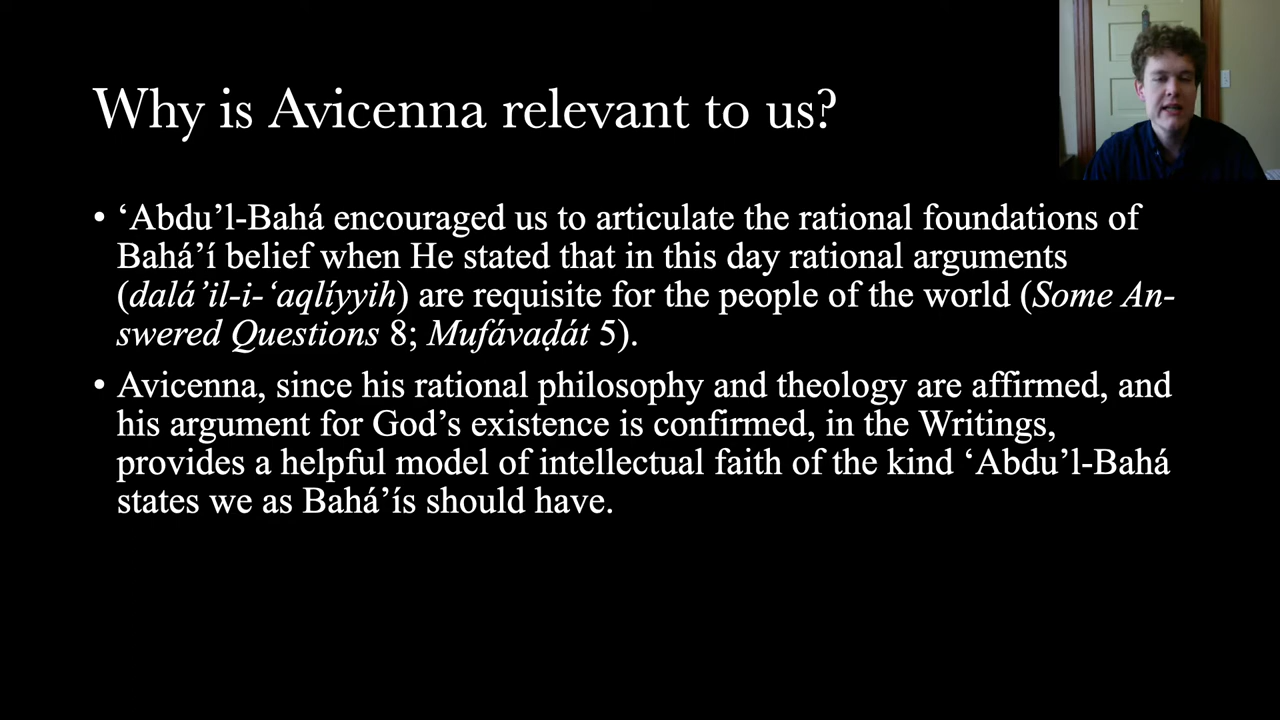 Why is Avicenna relevant to us?
• ‘Abdu’l-Bahá encouraged us to articulate the rational foundations of
Bahá’í belief when He stated that in this day rational arguments
(dalá’il-i-‘aqlíyyih) are requisite for the people of the world (Some An-
swered Questions 8; Mufávaḍát 5).
• Avicenna, since his rational philosophy and theology are affirmed, and
his argument for God’s existence is confirmed, in the Writings,
provides a helpful model of intellectual faith of the kind ‘Abdu’l-Bahá
states we as Bahá’ís should have.